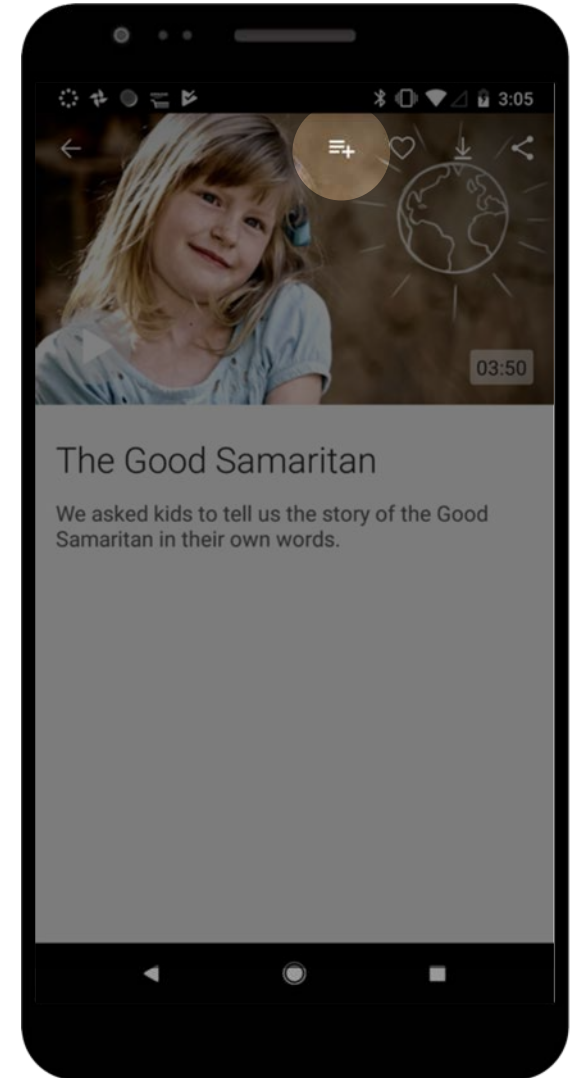 3:05
03:50
The Good Samaritan
We asked kids to tell us the story of the Good
Samaritan in their own words.